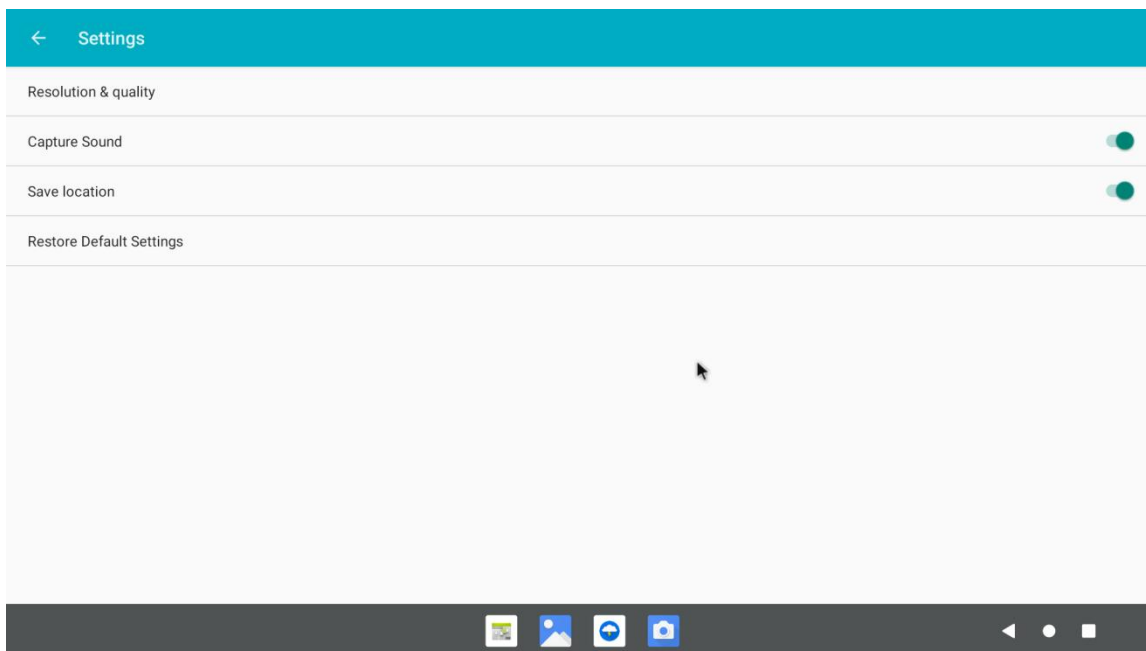 Settings
Resolution & quality
Capture Sound
Save location
Restore Default Settings